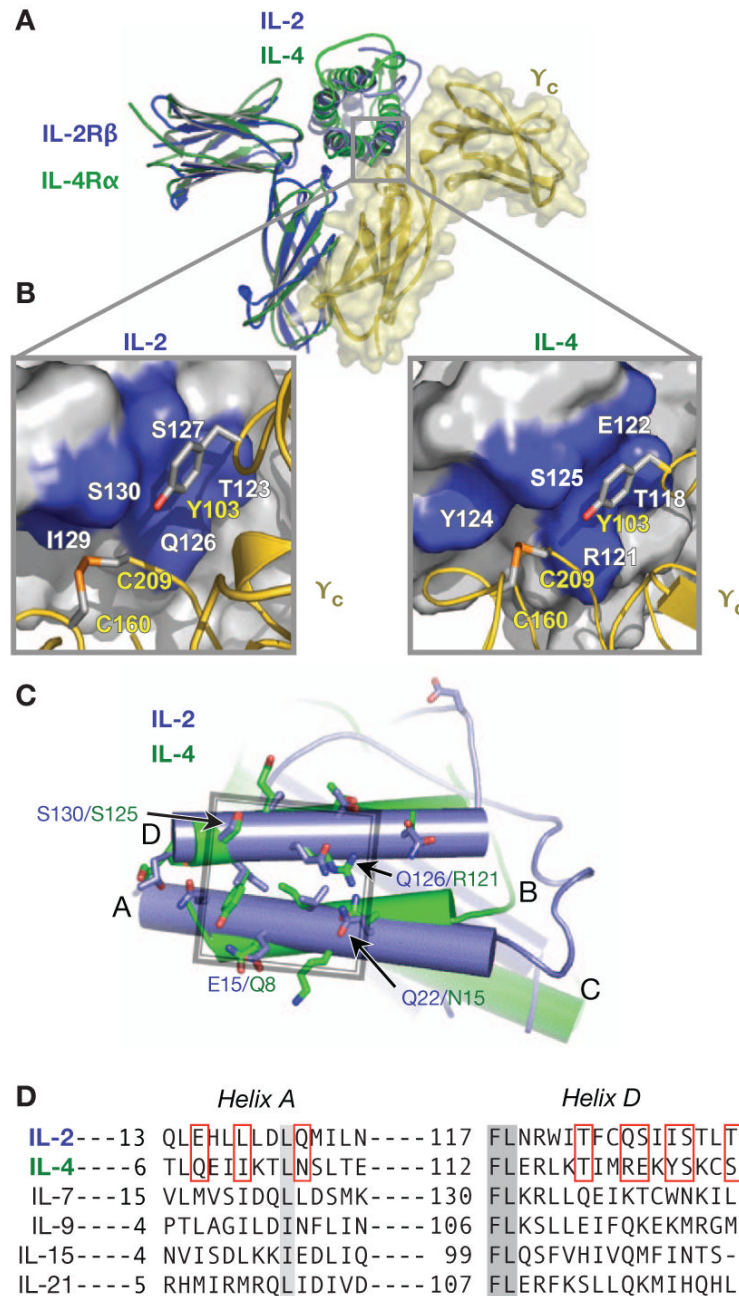 A
IL-2
IL-4
ϒc
IL-2Rβ
IL-4Rα
B
IL-2
IL-4
S127
S130
T123
Y103
I129
Q126
C209
C160
ϒc
E122
S125
T118
Y124
Y103
R121
C209
C160
ϒc
C
IL-2
IL-4
S130/S125
D
Q126/R121
A
B
E15/Q8
Q22/N15
C
D Helix A Helix D
IL-2----13 QLEHLLLDLQMILN---- 117 FLNRWITFCQSIISTLT
IL-4---- 6 TLQEIIKTLNSLTE---- 112 FLERLKTIMREKYSKCS
IL-7----15 VLMVSIDQLLDSMK---- 130 FLKRLLQEIKTCWNKIL
IL-9---- 4 PTLAGILDINFLIN---- 106 FLKSLLEIFQKEKMRGM
IL-15--- 4 NVISDLKKIEDLIQ---- 99 FLQSFVHIVQMFINTS-
IL-21--- 5 RHMIRMRQLIDIVD---- 107 FLERFKSLLQKMIHQHL